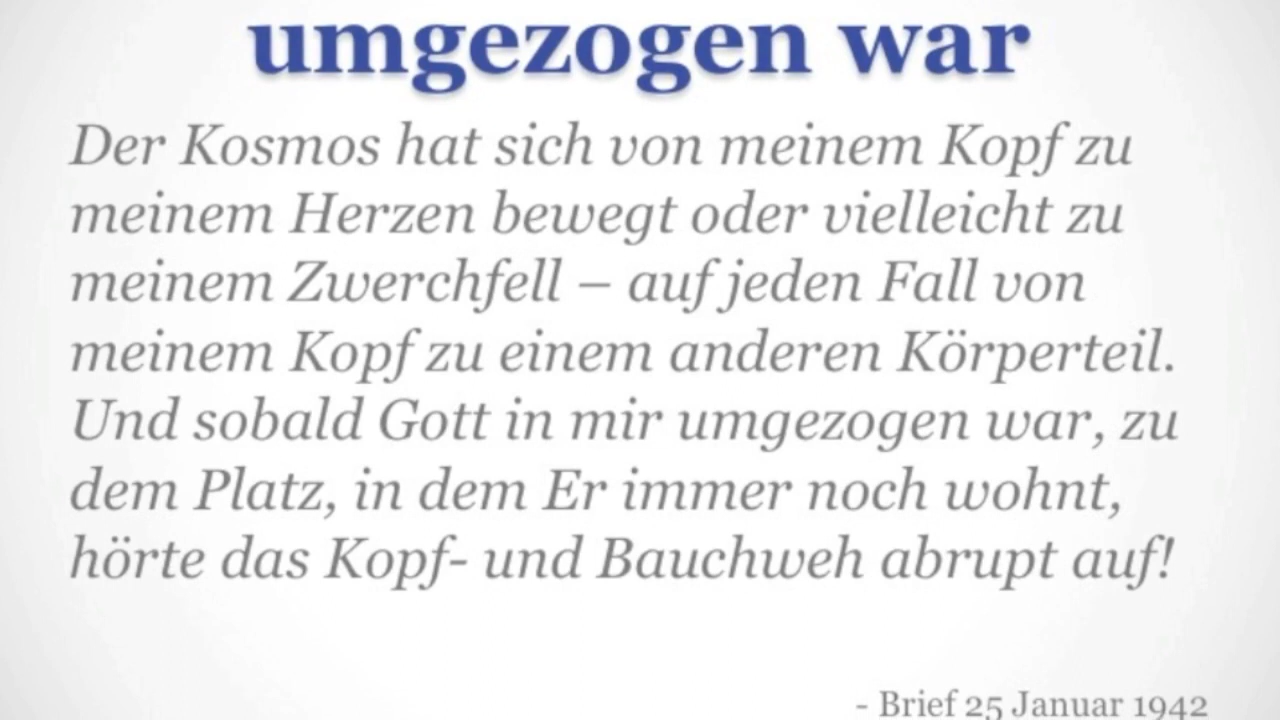 umgezogen war
Der Kosmos hat sich von meinem Kopf zu
meinem Herzen bewegt oder vielleicht zu
meinem Zwerchfell – auf jeden Fall von
meinem Kopf zu einem anderen Körperteil.
Und sobald Gott in mir umgezogen war, zu
dem Platz, in dem Er immer noch wohnt,
hörte das Kopf- und Bauchweh abrupt auf!
- Brief 25 Januar 1942